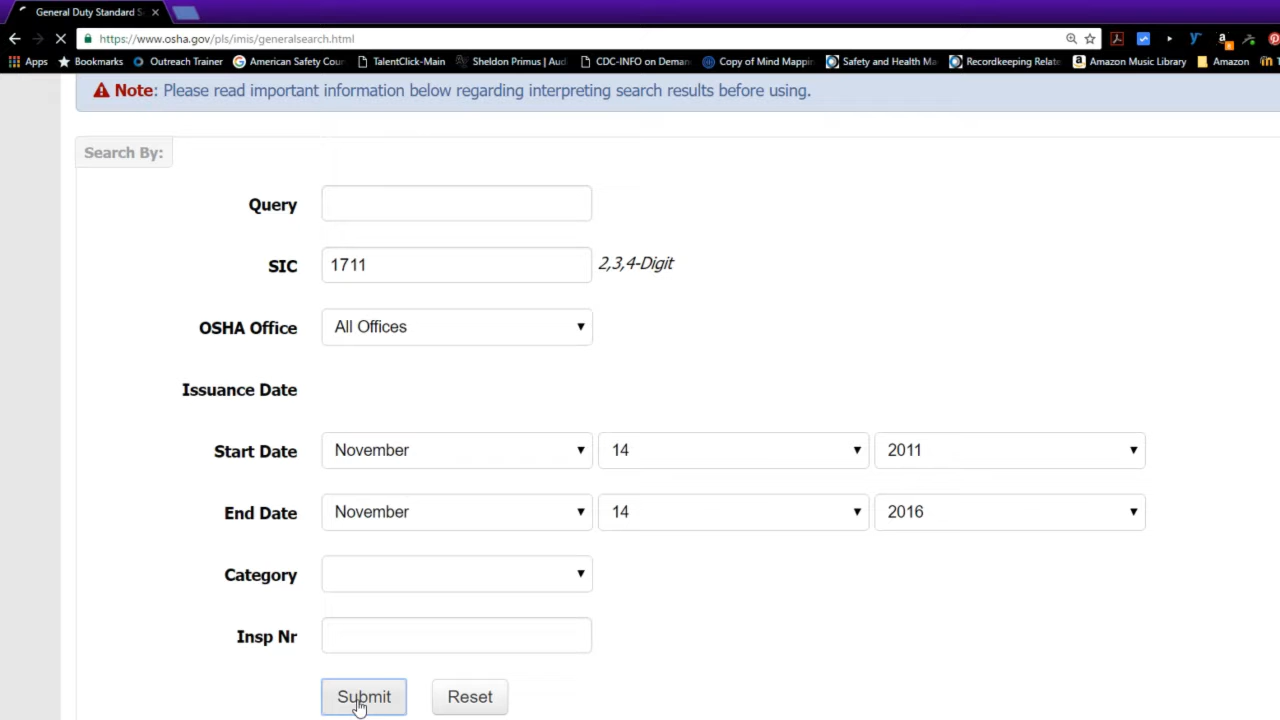 General Duty Standard S
https://www.osha.gov/pls/imis/generalsearch.html
Apps Bookmarks Outreach Trainer American Safety Cou TalentClick-Main Sheldon Primus | Aud CDC-INFO on Deman Copy of Mind Mappin Safety and Health Ma Recordkeeping Relate Amazon Music Library Amazon
Note: Please read important information below regarding interpreting search results before using.
Search By:
Query
SIC 1711 2,3,4-Digit
OSHA Office All Offices
Issuance Date
Start Date November 14 2011
End Date November 14 2016
Category
Insp Nr
Submit Reset